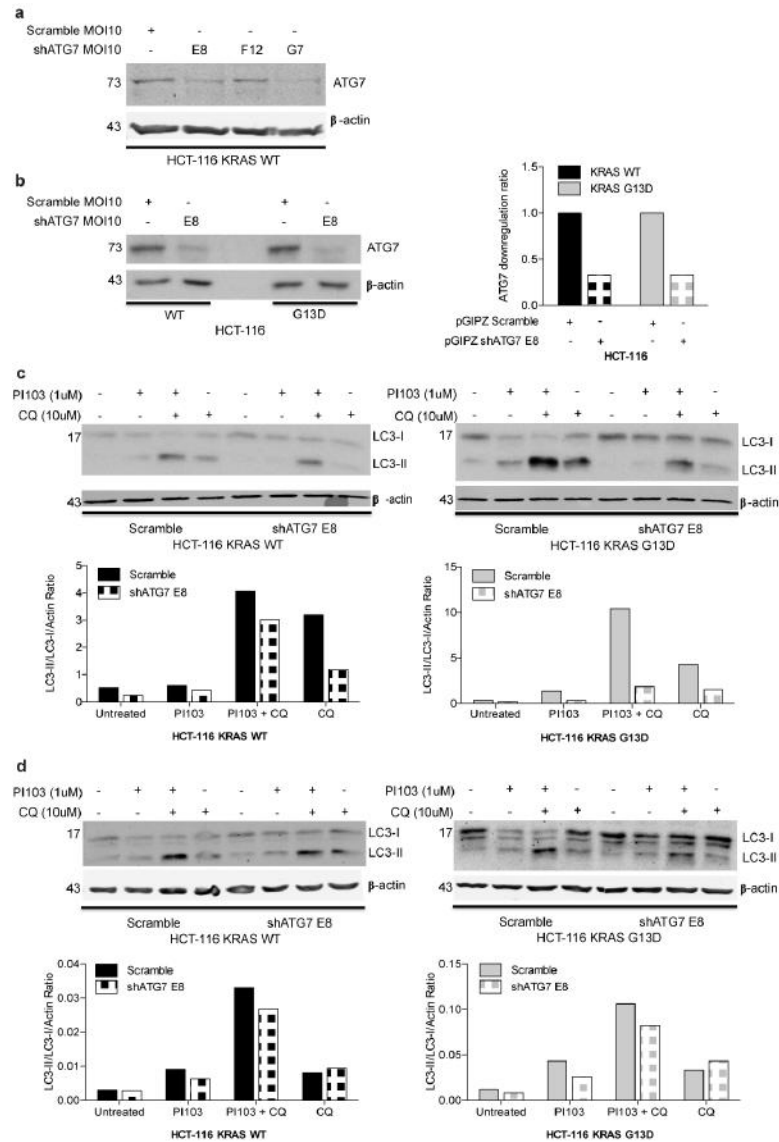 a
Scramble MOI10 + - - -
shATG7 MOI10 - E8 F12 G7
73 ATG7
43 β-actin
HCT-116 KRAS WT
b
Scramble MOI10 + - + -
shATG7 MOI10 - E8 - E8
73 ATG7
43 β-actin
WT G13D
HCT-116
KRAS WT
KRAS G13D
ATG7 downregulation ratio
1.5
1.0
0.5
0.0
pGIPZ Scramble + - + -
pGIPZ shATG7 E8 - + - +
HCT-116
c
PI103 (1uM) - + + - - + + -
CQ (10uM) - - + + - - + +
17 LC3-I
LC3-II
43 β-actin
Scramble shATG7 E8
HCT-116 KRAS WT
PI103 (1uM) - + + - - + + -
CQ (10uM) - - + + - - + +
17 LC3-I
LC3-II
43 β-actin
Scramble shATG7 E8
HCT-116 KRAS G13D
LC3-II/LC3-I/Actin Ratio
5
4
3
2
1
0
Scramble
shATG7 E8
Untreated PI103 PI103 + CQ CQ
HCT-116 KRAS WT
LC3-II/LC3-I/Actin Ratio
15
10
5
0
Scramble
shATG7 E8
Untreated PI103 PI103 + CQ CQ
HCT-116 KRAS G13D
d
PI103 (1uM) - + + - - + + -
CQ (10uM) - - + + - - + +
17 LC3-I
LC3-II
43 β-actin
Scramble shATG7 E8
HCT-116 KRAS WT
PI103 (1uM) - + + - - + + -
CQ (10uM) - - + + - - + +
17 LC3-I
LC3-II
43 β-actin
Scramble shATG7 E8
HCT-116 KRAS G13D
LC3-II/LC3-I/Actin Ratio
0.04
0.03
0.02
0.01
0.00
Scramble
shATG7 E8
Untreated PI103 PI103 + CQ CQ
HCT-116 KRAS WT
LC3-II/LC3-I/Actin Ratio
0.15
0.10
0.05
0.00
Scramble
shATG7 E8
Untreated PI103 PI103 + CQ CQ
HCT-116 KRAS G13D